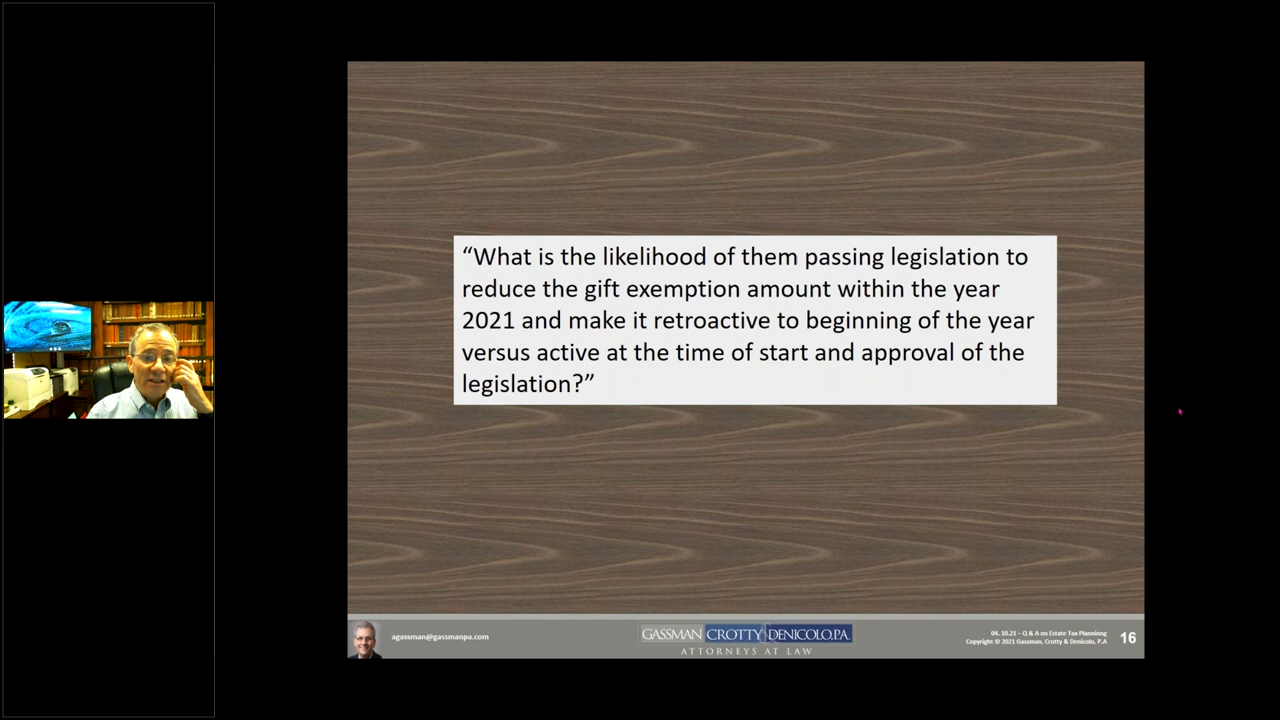 “What is the likelihood of them passing legislation to
reduce the gift exemption amount within the year
2021 and make it retroactive to beginning of the year
versus active at the time of start and approval of the
legislation?”
agassman@gassmanpa.com
GASSMAN CROTTY DENICOLO, P.A.
ATTORNEYS AT LAW
04.10.21 – Q & A on Estate Tax Planninng
Copyright © 2021 Gassman, Crotty & Denicolo, P.A
16